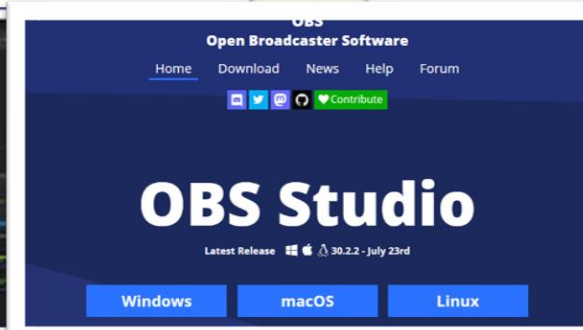 OBS
Open Broadcaster Software
Home Download News Help Forum
Contribute
OBS Studio
Latest Release 30.2.2 - July 23rd
Windows macOS Linux